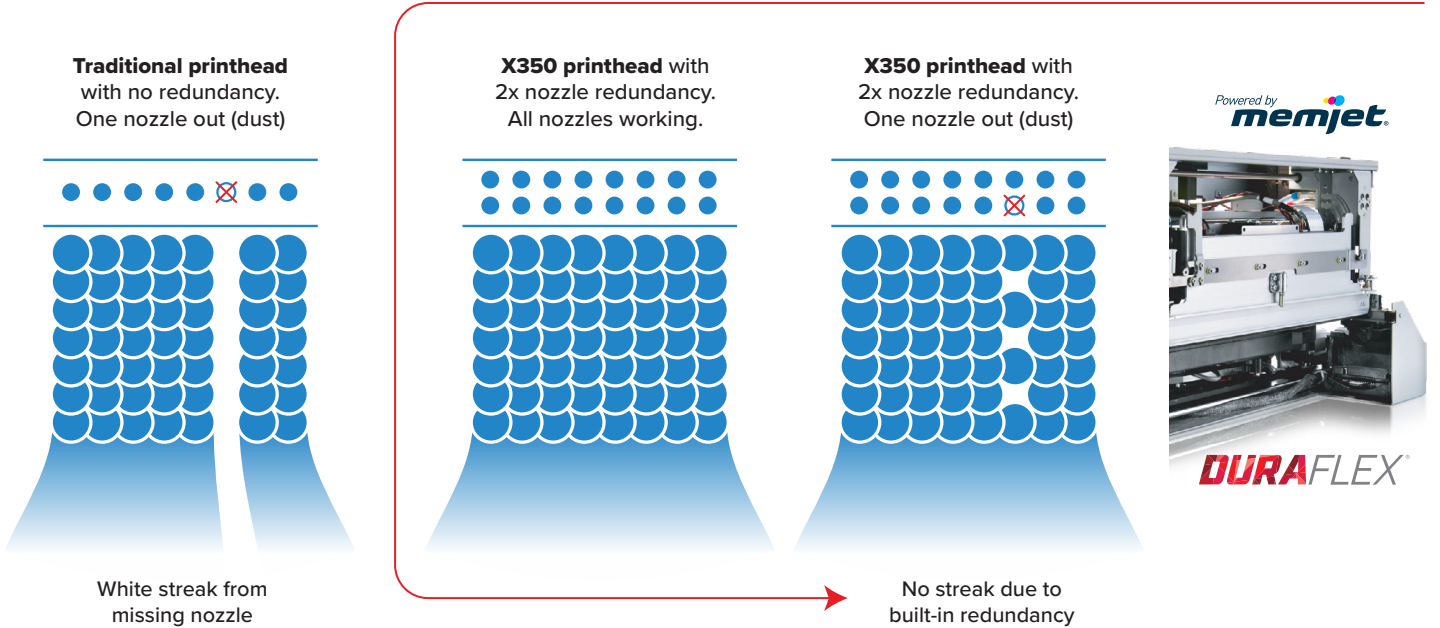 Traditional printhead
with no redundancy.
One nozzle out (dust)
White streak from
missing nozzle
X350 printhead with
2x nozzle redundancy.
All nozzles working.
X350 printhead with
2x nozzle redundancy.
One nozzle out (dust)
No streak due to
built-in redundancy
Powered by
memjet®
DURAFLEX®